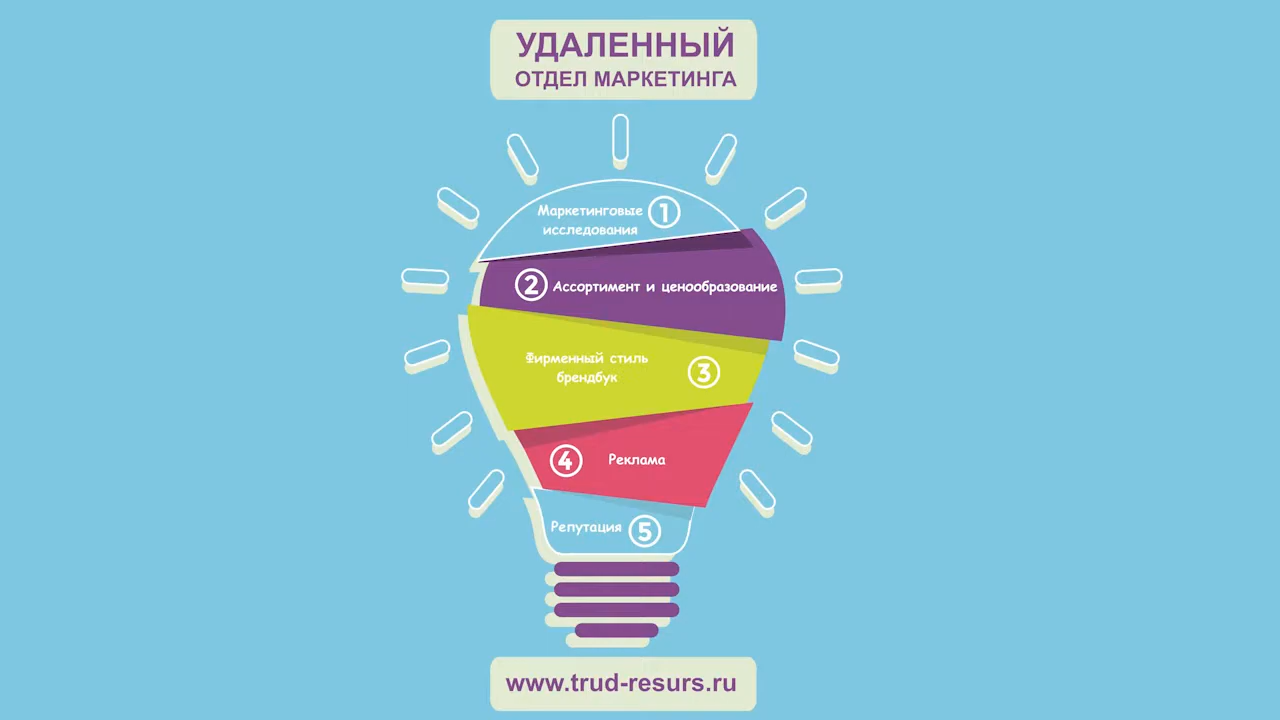 УДАЛЕННЫЙ
ОТДЕЛ МАРКЕТИНГА
Маркетинговые
исследования
1
2
Ассортимент и ценообразование
Фирменный стиль
брендбук
3
4
Реклама
Репутация
5
www.trud-resurs.ru